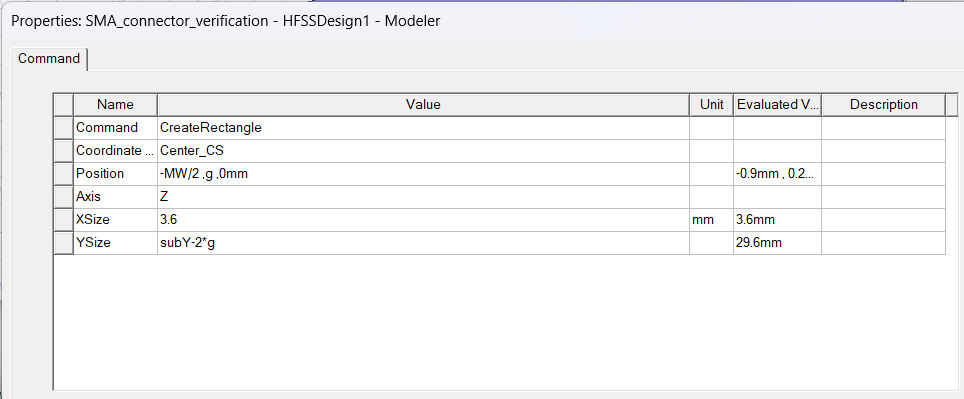 Properties: SMA_connector_verification - HFSSDesign1 - Modeler
Command
Name Value Unit Evaluated V... Description
Command CreateRectangle
Coordinate ... Center_CS
Position -MW/2 ,g ,0mm -0.9mm , 0.2...
Axis Z
XSize 3.6 mm 3.6mm
YSize subY-2*g 29.6mm